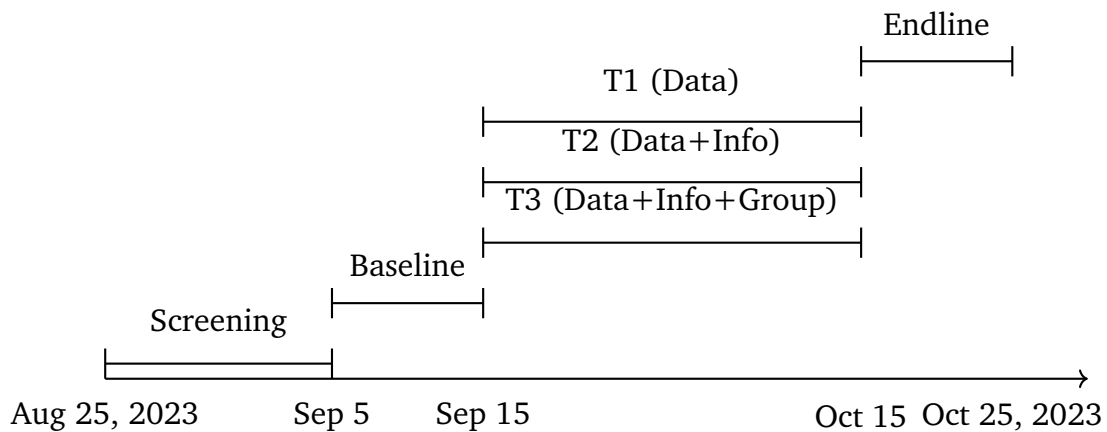 Endline
T1 (Data)
T2 (Data+Info)
T3 (Data+Info+Group)
Baseline
Screening
Aug 25, 2023 Sep 5 Sep 15 Oct 15 Oct 25, 2023